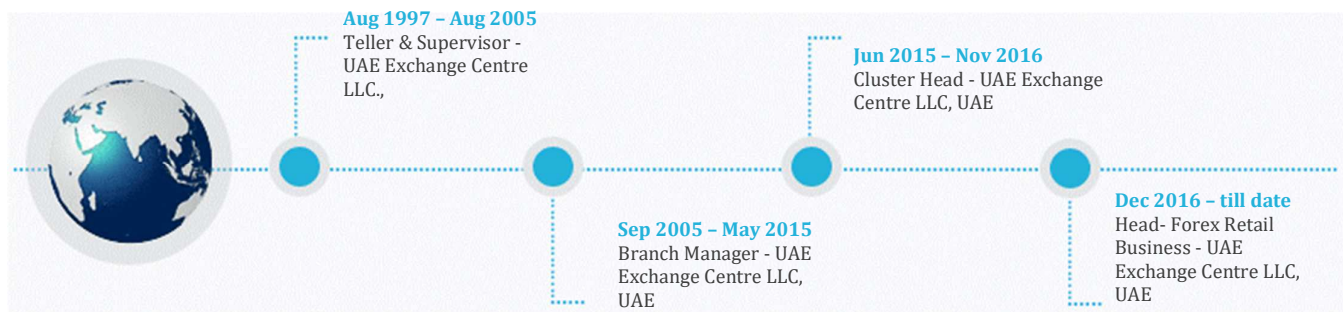 Aug 1997 – Aug 2005
Teller & Supervisor -
UAE Exchange Centre
LLC.,
Sep 2005 – May 2015
Branch Manager - UAE
Exchange Centre LLC,
UAE
Jun 2015 – Nov 2016
Cluster Head - UAE Exchange
Centre LLC, UAE
Dec 2016 – till date
Head- Forex Retail
Business - UAE
Exchange Centre LLC,
UAE